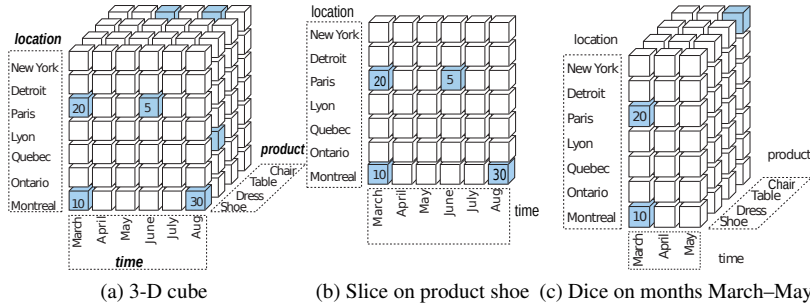 location
New York
Detroit
Paris
Lyon
Quebec
Ontario
Montreal
20
5
10
30
product
Chair
Table
Dress
Shoe
March
April
May
June
July
Aug
time
(a) 3-D cube
location
New York
Detroit
Paris
Lyon
Quebec
Ontario
Montreal
20
5
10
30
March
April
May
June
July
Aug
time
(b) Slice on product shoe
location
New York
Detroit
Paris
Lyon
Quebec
Ontario
Montreal
20
10
product
Chair
Table
Dress
Shoe
March
April
May
time
(c) Dice on months March–May